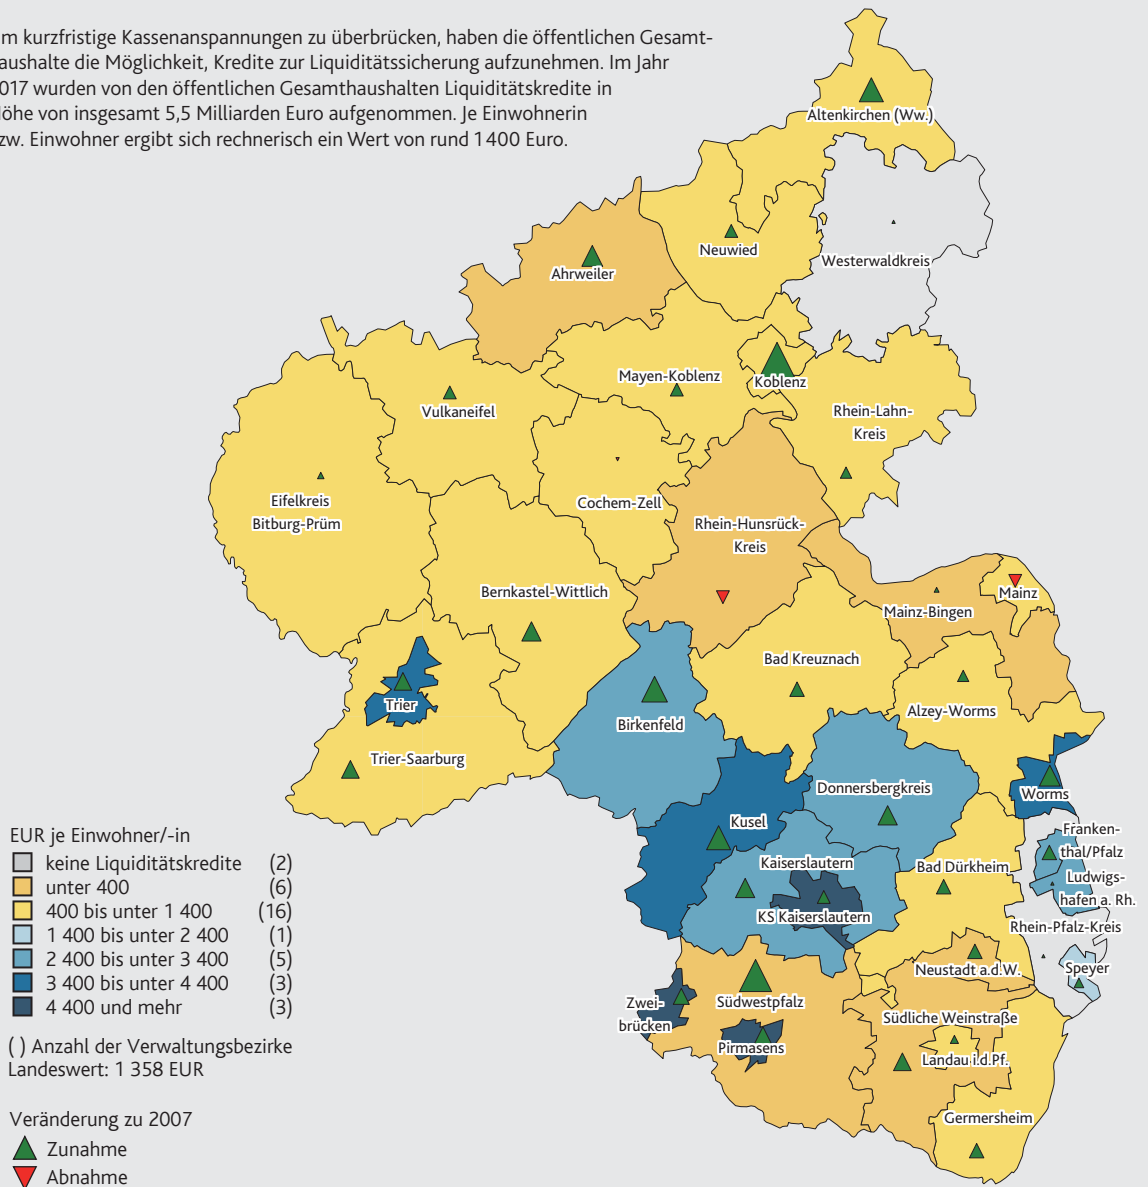 m kurzfristige Kassenanspannungen zu überbrücken, haben die öffentlichen Gesamt-
aushalte die Möglichkeit, Kredite zur Liquiditätssicherung aufzunehmen. Im Jahr
017 wurden von den öffentlichen Gesamthaushalten Liquiditätskredite in
öhe von insgesamt 5,5 Milliarden Euro aufgenommen. Je Einwohnerin
zw. Einwohner ergibt sich rechnerisch ein Wert von rund 1400 Euro.
Altenkirchen (Ww.)
Neuwied
Westerwaldkreis
Ahrweiler
Mayen-Koblenz
Koblenz
Vulkaneifel
Rhein-Lahn-
Kreis
Eifelkreis
Bitburg-Prüm
Cochem-Zell
Rhein-Hunsrück-
Kreis
Bernkastel-Wittlich
Mainz
Mainz-Bingen
Bad Kreuznach
Trier
Alzey-Worms
Birkenfeld
Trier-Saarburg
Donnersbergkreis
Worms
Kusel
Franken-
thal/Pfalz
Kaiserslautern
Bad Dürkheim
Ludwigs-
hafen a. Rh.
KS Kaiserslautern
Rhein-Pfalz-Kreis
Neustadt a.d.W.
Speyer
Zwei-
brücken
Südwestpfalz
Südliche Weinstraße
Pirmasens
Landau i.d.Pf.
Germersheim
EUR je Einwohner/-in
keine Liquiditätskredite (2)
unter 400 (6)
400 bis unter 1 400 (16)
1 400 bis unter 2 400 (1)
2 400 bis unter 3 400 (5)
3 400 bis unter 4 400 (3)
4 400 und mehr (3)
( ) Anzahl der Verwaltungsbezirke
Landeswert: 1 358 EUR
Veränderung zu 2007
Zunahme
Abnahme